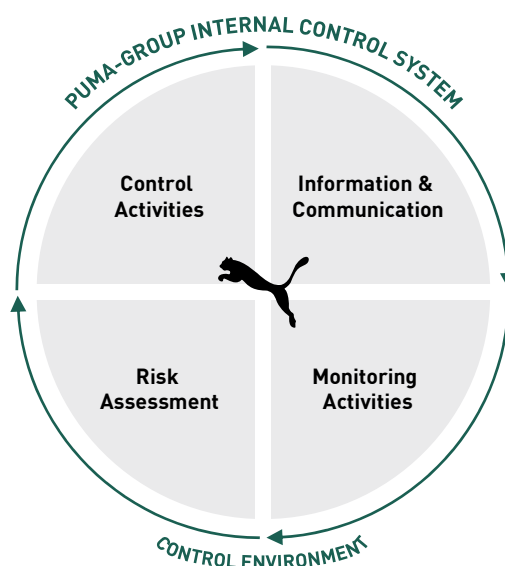 PUMA-GROUP INTERNAL CONTROL SYSTEM
Control
Activities
Information &
Communication
Risk
Assessment
Monitoring
Activities
CONTROL ENVIRONMENT